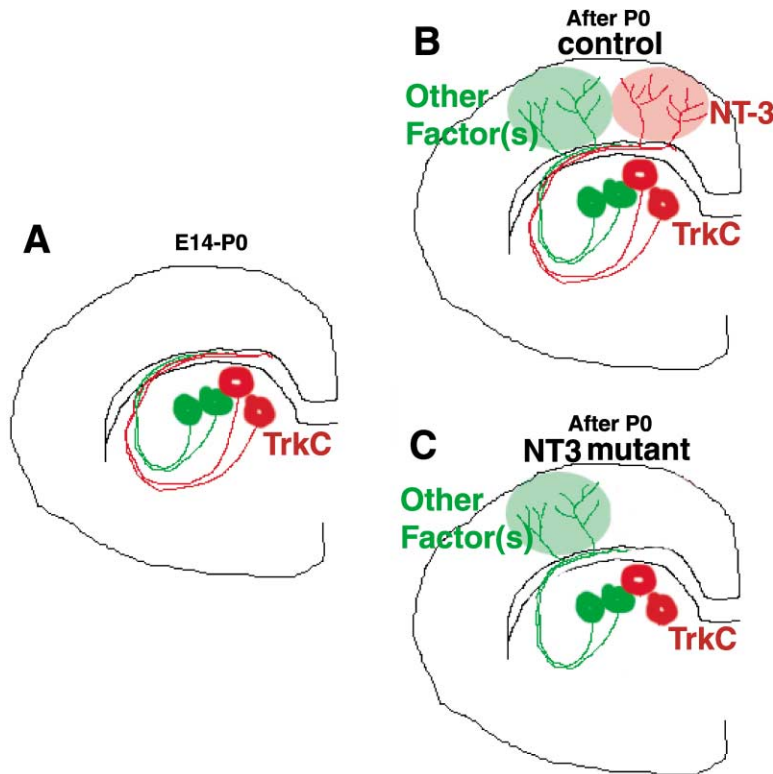 A
E14-P0
TrkC
B
After P0
control
Other
Factor(s)
NT-3
TrkC
C
After P0
NT3 mutant
Other
Factor(s)
TrkC